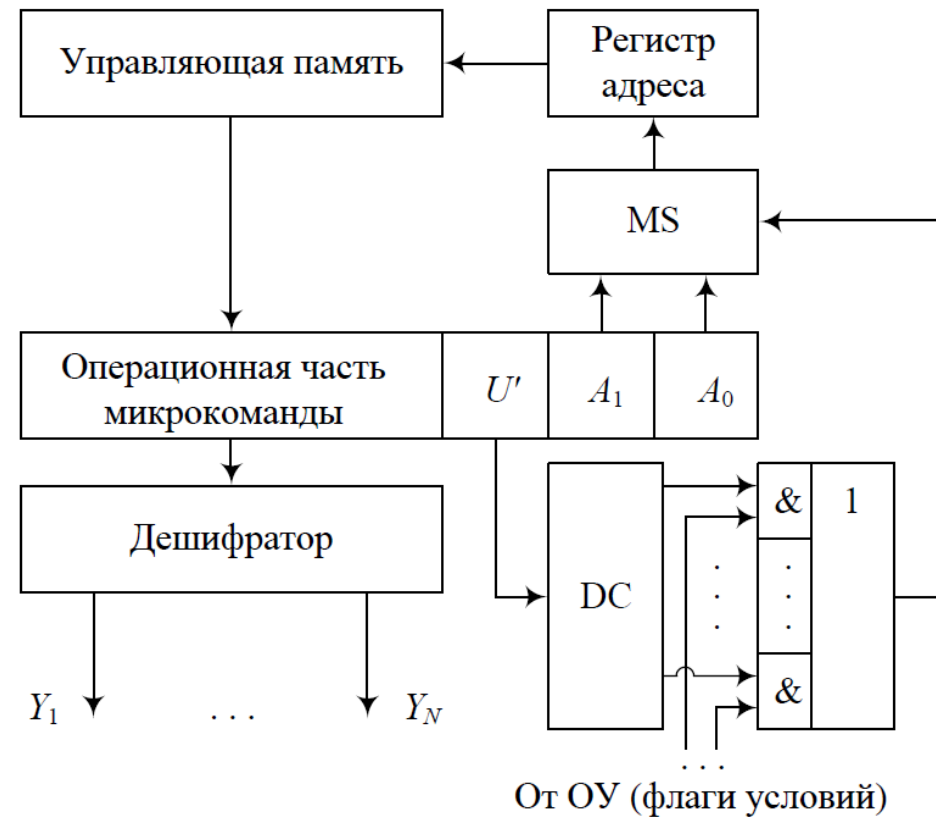 Управляющая память
Регистр
адреса
MS
Операционная часть
микрокоманды
U'
A₁
A₀
Дешифратор
DC
&
1
. . .
. . .
&
Y₁
. . .
Y_N
. . .
От ОУ (флаги условий)